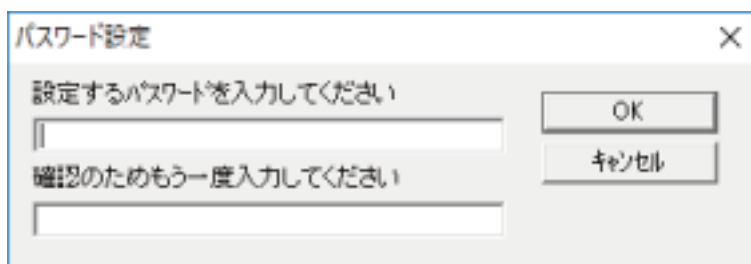 パスワード設定
設定するﾊﾟｽﾜｰﾄﾞを入力してください
OK
確認のためもう一度入力してください
ｷｬﾝｾﾙ